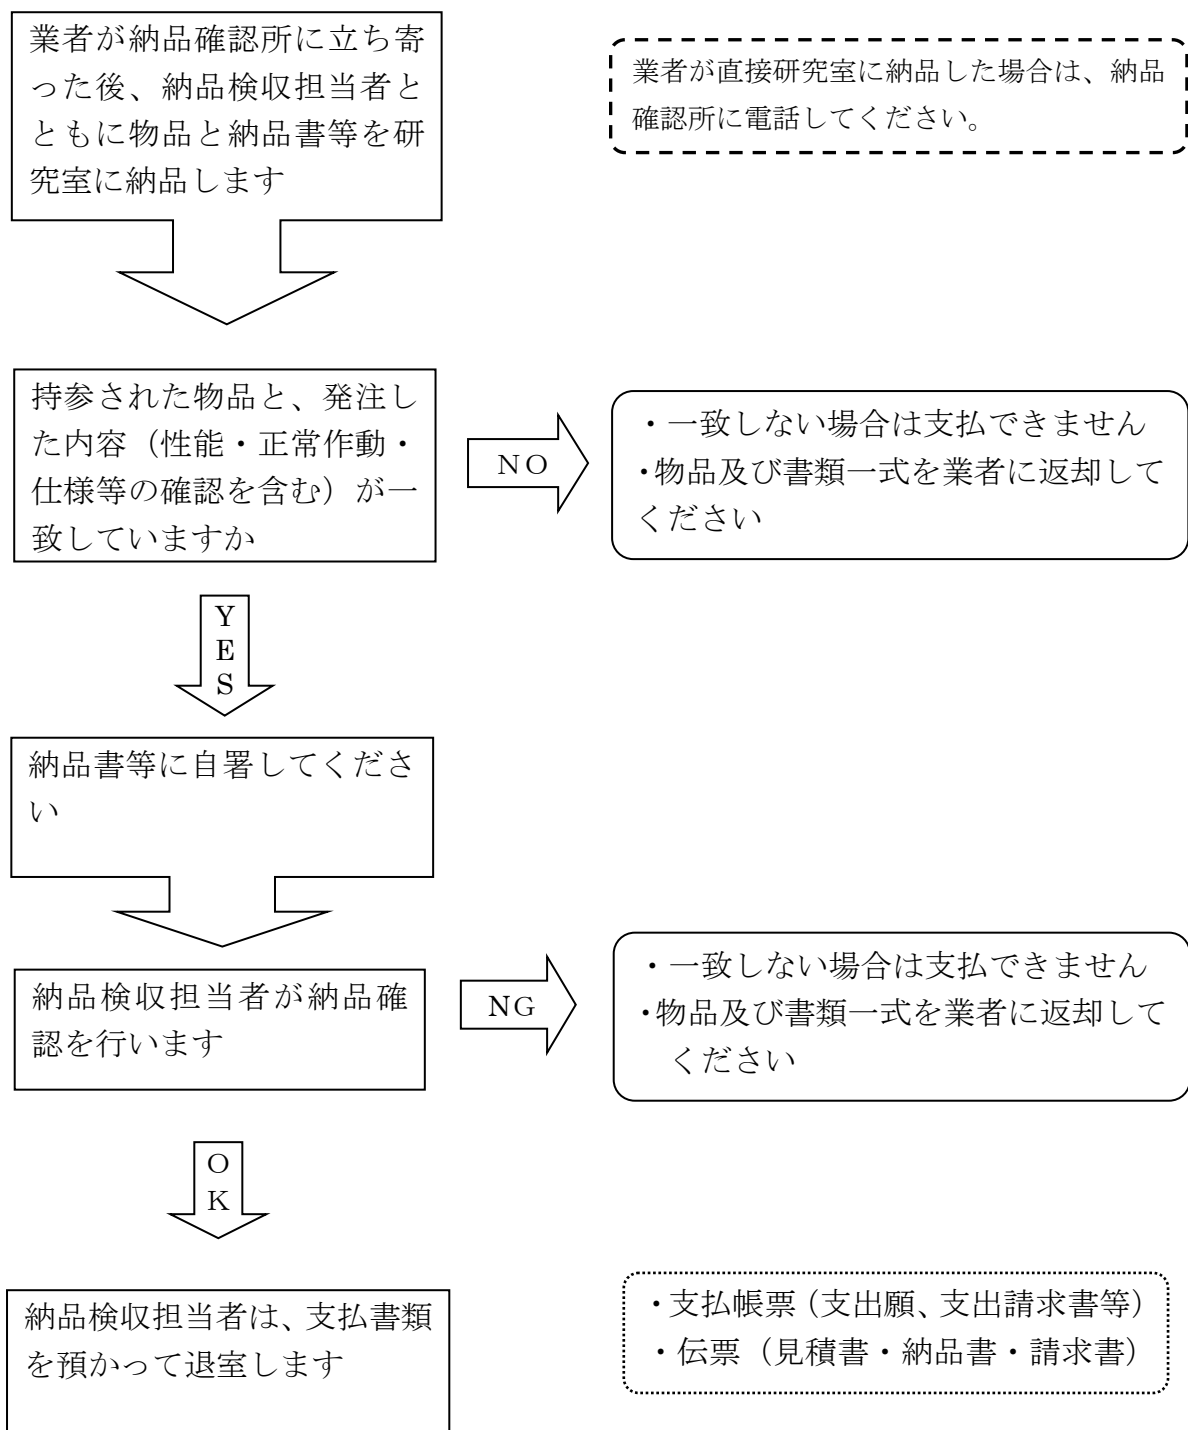 業者が納品確認所に立ち寄
った後、納品検収担当者と
ともに物品と納品書等を研
究室に納品します
業者が直接研究室に納品した場合は、納品
確認所に電話してください。
持参された物品と、発注し
た内容（性能・正常作動・
仕様等の確認を含む）が一
致していますか
NO
・一致しない場合は支払できません
・物品及び書類一式を業者に返却して
ください
Y
E
S
納品書等に自署してくださ
い
納品検収担当者が納品確
認を行います
NG
・一致しない場合は支払できません
・物品及び書類一式を業者に返却して
ください
O
K
納品検収担当者は、支払書類
を預かって退室します
・支払帳票（支出願、支出請求書等）
・伝票（見積書・納品書・請求書）